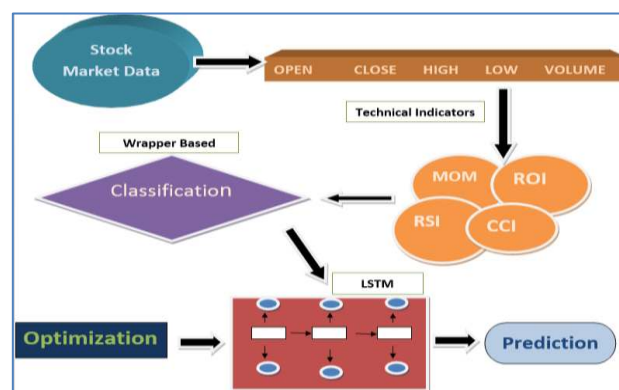 Stock
Market Data
OPEN CLOSE HIGH LOW VOLUME
Technical Indicators
Wrapper Based
Classification
MOM
ROI
RSI
CCI
LSTM
Optimization
Prediction